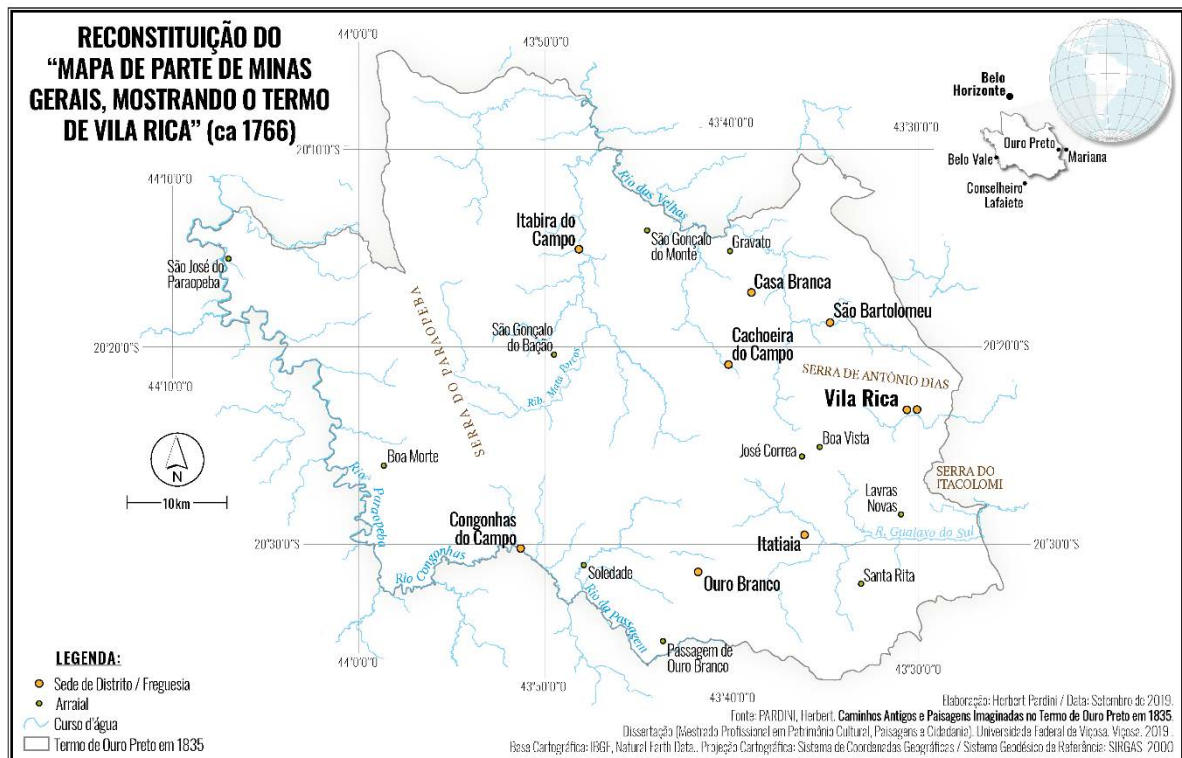 RECONSTITUIÇÃO DO
“MAPA DE PARTE DE MINAS
GERAIS, MOSTRANDO O TERMO
DE VILA RICA” (ca 1766)
44°0'0"O
43°50'0"O
43°40'0"O
43°30'0"O
20°10'0"S
44°10'0"O
Belo
Horizonte
Ouro Preto
Mariana
Belo Vale
Conselheiro
Lafaiete
Rio das Velhas
Itabira do
Campo
São Gonçalo
do Monte
Gravato
São José do
Paraopeba
Casa Branca
São Bartolomeu
SERRA DO PARAOPEBA
São Gonçalo
do Bação
Cachoeira
do Campo
20°20'0"S
20°20'0"S
44°10'0"O
Rib. Mata Porcos
SERRA DE ANTÔNIO DIAS
Vila Rica
N
10 km
Boa Morte
José Correa
Boa Vista
SERRA DO
ITACOLOMI
Lavras
Novas
Rio Paraopeba
Congonhas
do Campo
Itatiaia
R. Gualaxo do Sul
20°30'0"S
20°30'0"S
Rio Congonhas
Soledade
Ouro Branco
Santa Rita
Rio da Passagem
Passagem de
Ouro Branco
44°0'0"O
43°50'0"O
43°40'0"O
43°30'0"O
LEGENDA:
Sede de Distrito / Freguesia
Arraial
Curso d'água
Termo de Ouro Preto em 1835
Elaboração: Herbert Pardini / Data: Setembro de 2019.
Fonte: PARDINI, Herbert. Caminhos Antigos e Paisagens Imaginadas no Termo de Ouro Preto em 1835.
Dissertação (Mestrado Profissional em Patrimônio Cultural, Paisagens e Cidadania). Universidade Federal de Viçosa, Viçosa, 2019.
Base Cartográfica: IBGE, Natural Earth Data.. Projeção Cartográfica: Sistema de Coordenadas Geográficas / Sistema Geodésico de Referência: SIRGAS, 2000